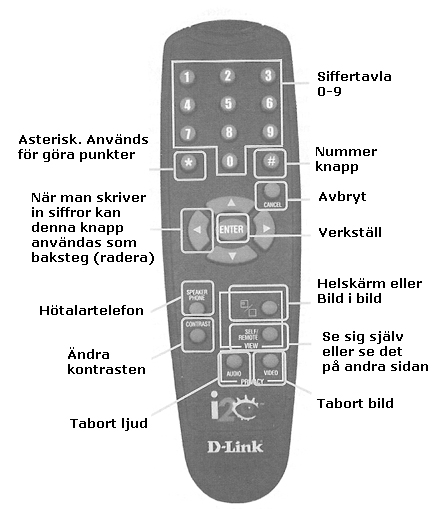 1 2 3
4 5 6
7 8 9
* 0 #
Siffertavla
0-9
Asterisk. Används
för göra punkter
Nummer
knapp
CANCEL
Avbryt
När man skriver
in siffror kan
denna knapp
användas som
baksteg (radera)
ENTER
Verkställ
Helskärm eller
Bild i bild
SPEAKER
PHONE
Hötalartelefon
CONTRAST
SELF/
REMOTE
VIEW
Se sig själv
eller se det
på andra sidan
Ändra
kontrasten
AUDIO
VIDEO
PRIVACY
Tabort bild
Tabort ljud
i2eye
D-Link